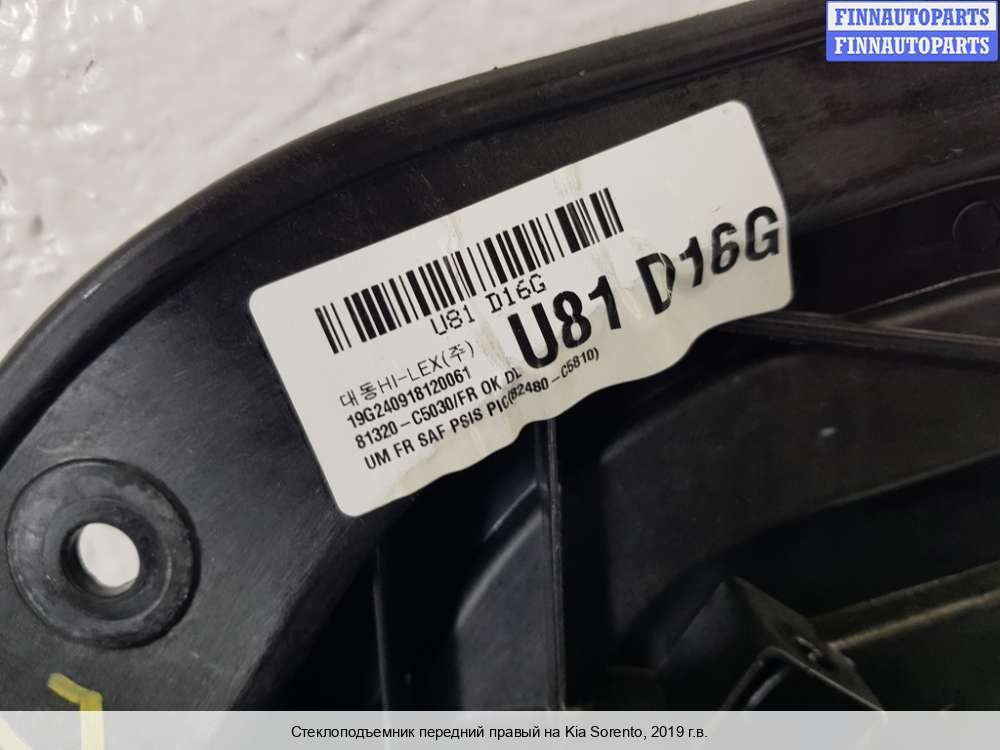 FINNAUTOPARTS
FINNAUTOPARTS
U81 D16G
U81 D16G
대동HI-LEX(주)
19G240918120061
81320-C5030/FR OK DL
UM FR SAF PSIS PIC(82480-C5810)
Стеклоподъемник передний правый на Kia Sorento, 2019 г.в.